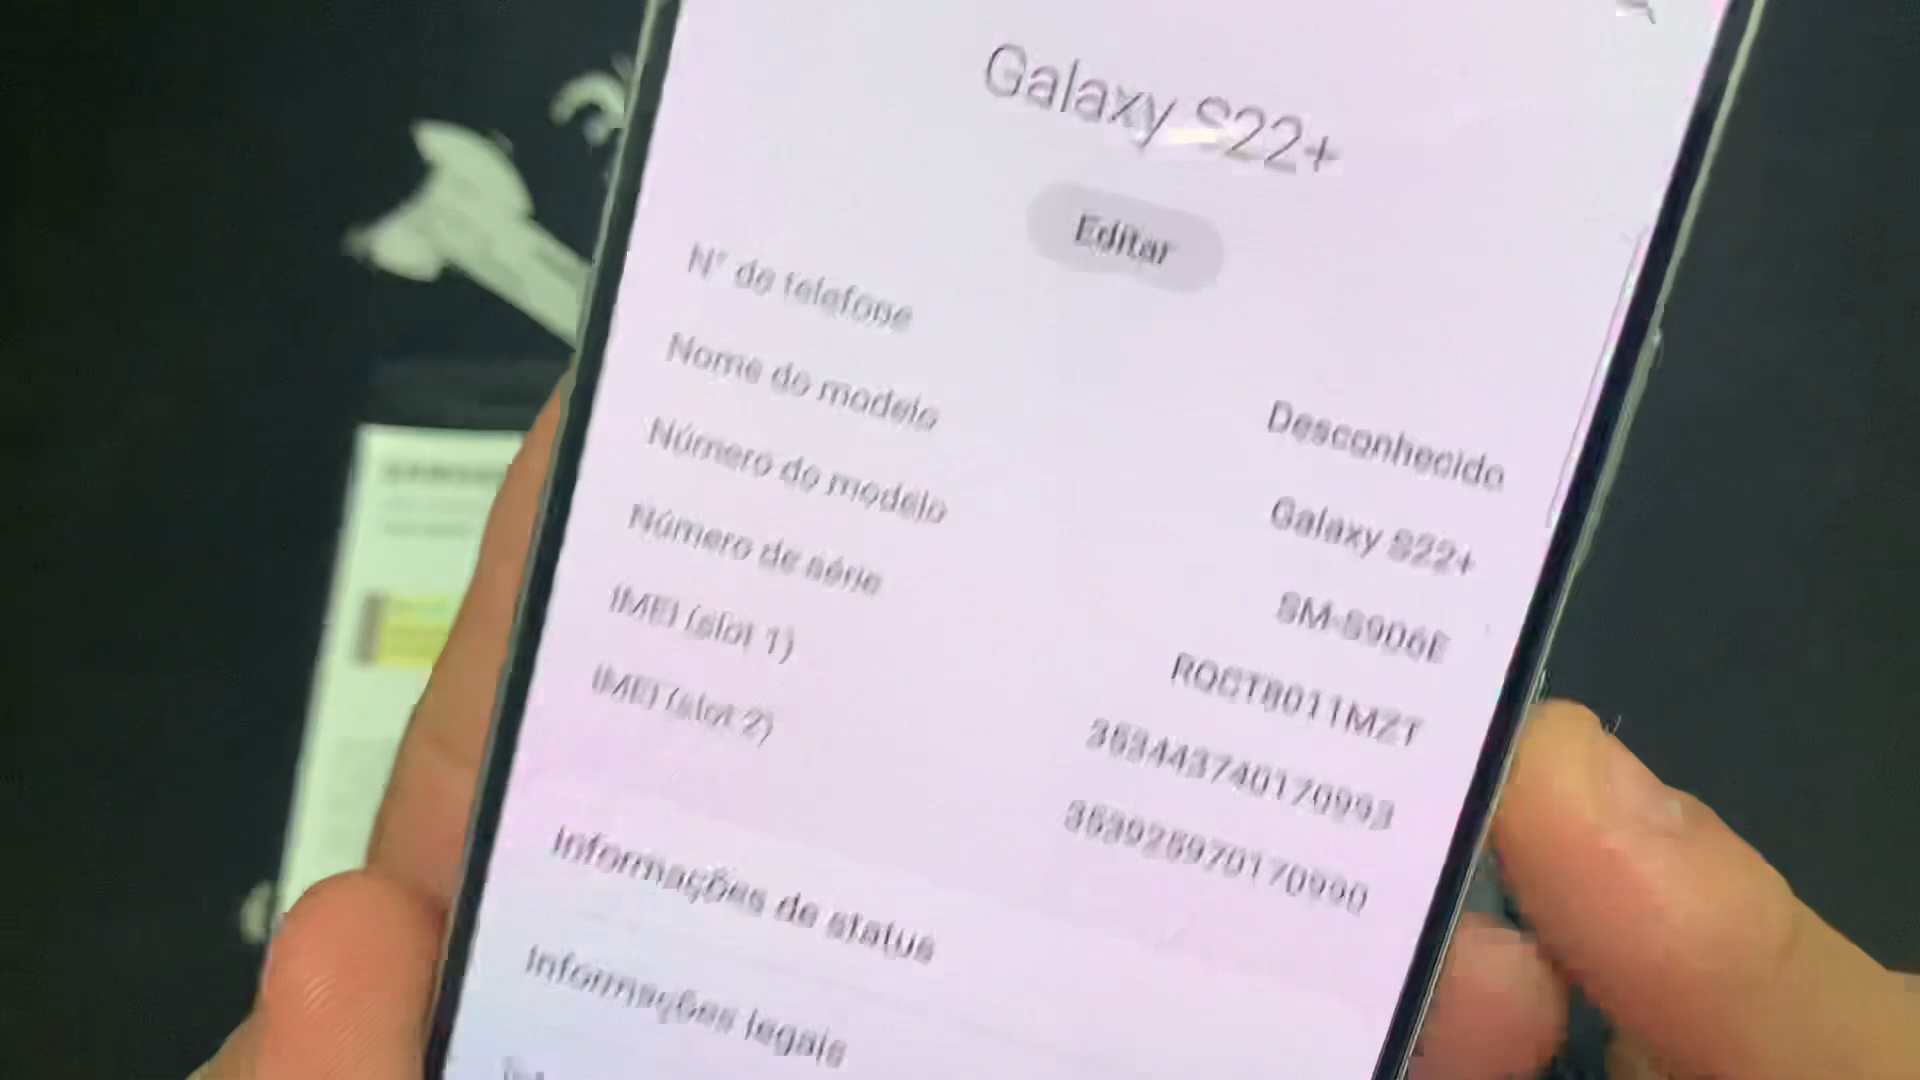 Galaxy S22+
Editar
N° de telefone
Desconhecido
Nome do modelo
Galaxy S22+
Número do modelo
SM-S906E
Número de série
RQCT8011MZT
IMEI (slot 1)
353443740170993
IMEI (slot 2)
353925970170990
Informações de status
Informações legais